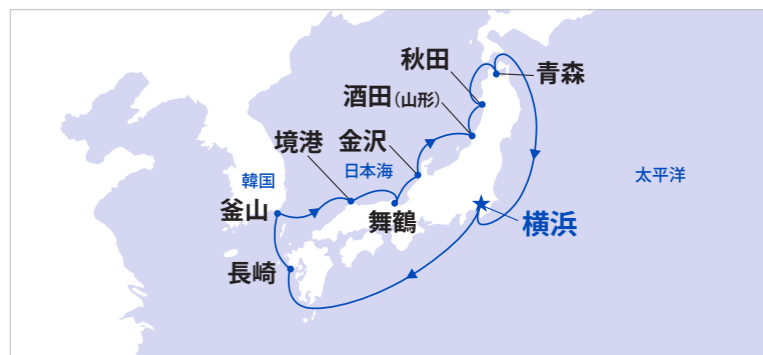 秋田
青森
酒田(山形)
境港
金沢
日本海
韓国
太平洋
釜山
舞鶴
横浜
長崎